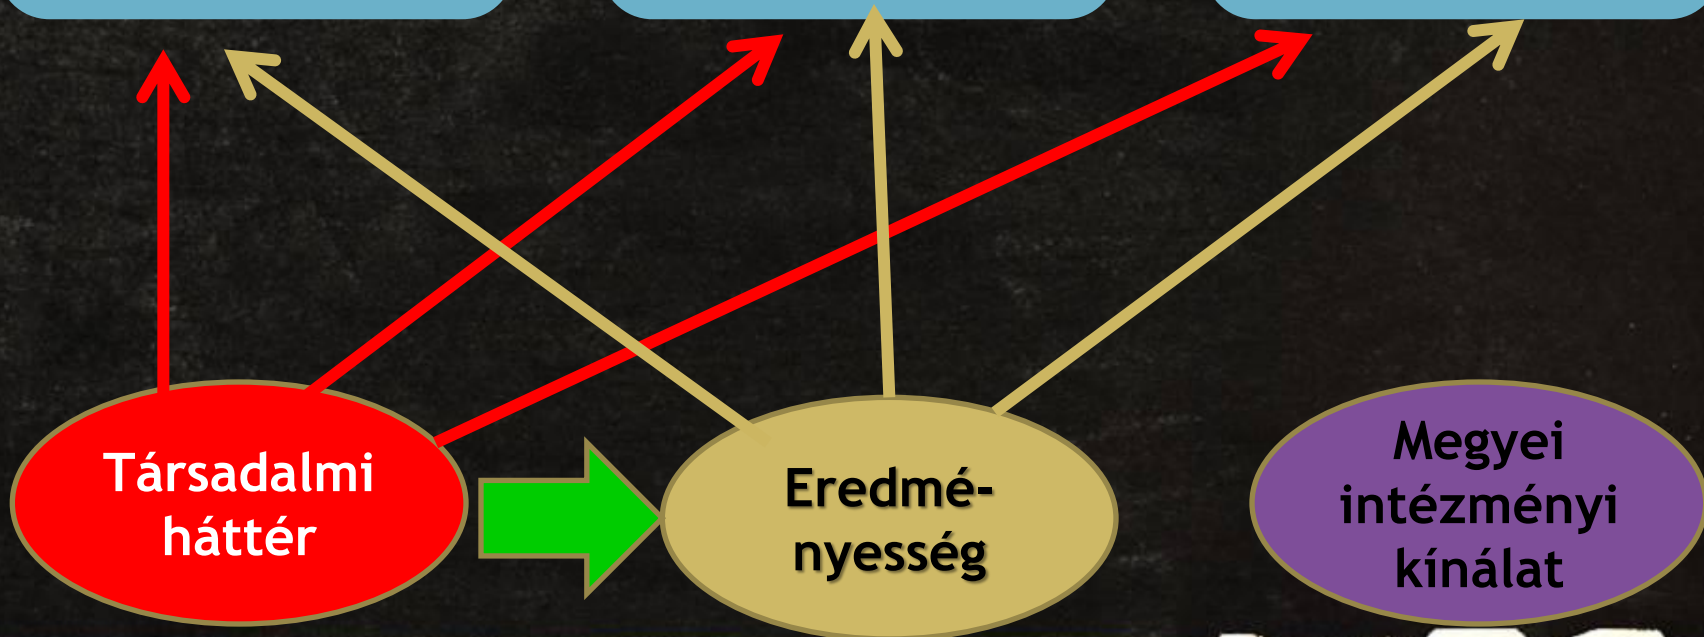 Társadalmi
háttér
Eredmé-
nyesség
Megyei
intézményi
kínálat